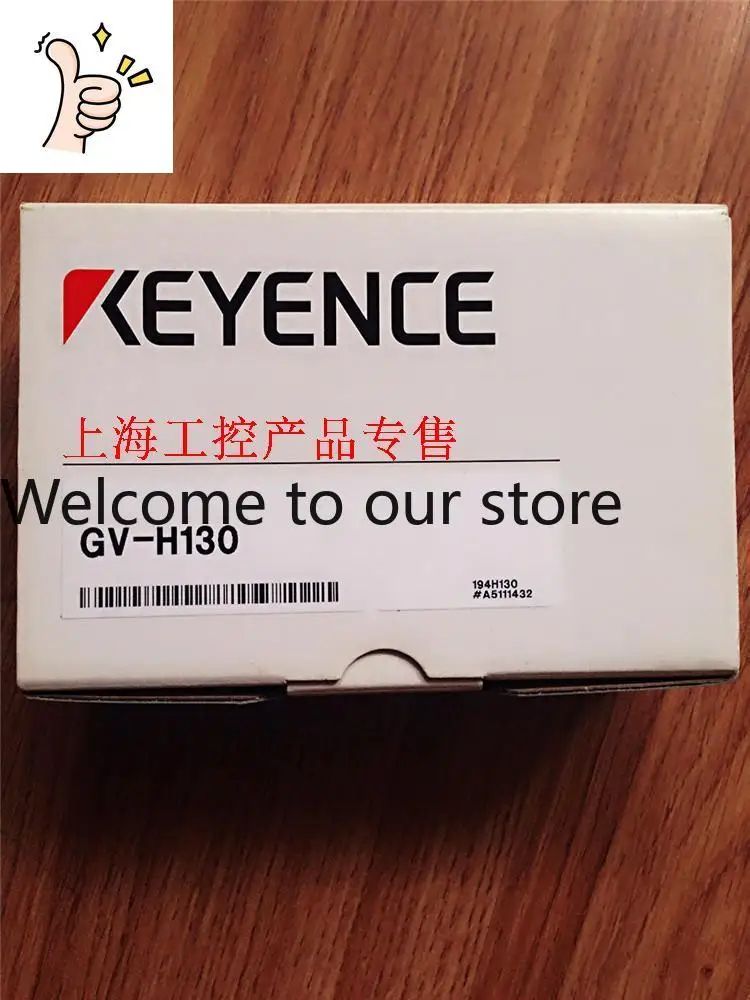 KEYENCE
上海工控产品专售
Welcome to our store
GV-H130
194H130
#A5111432